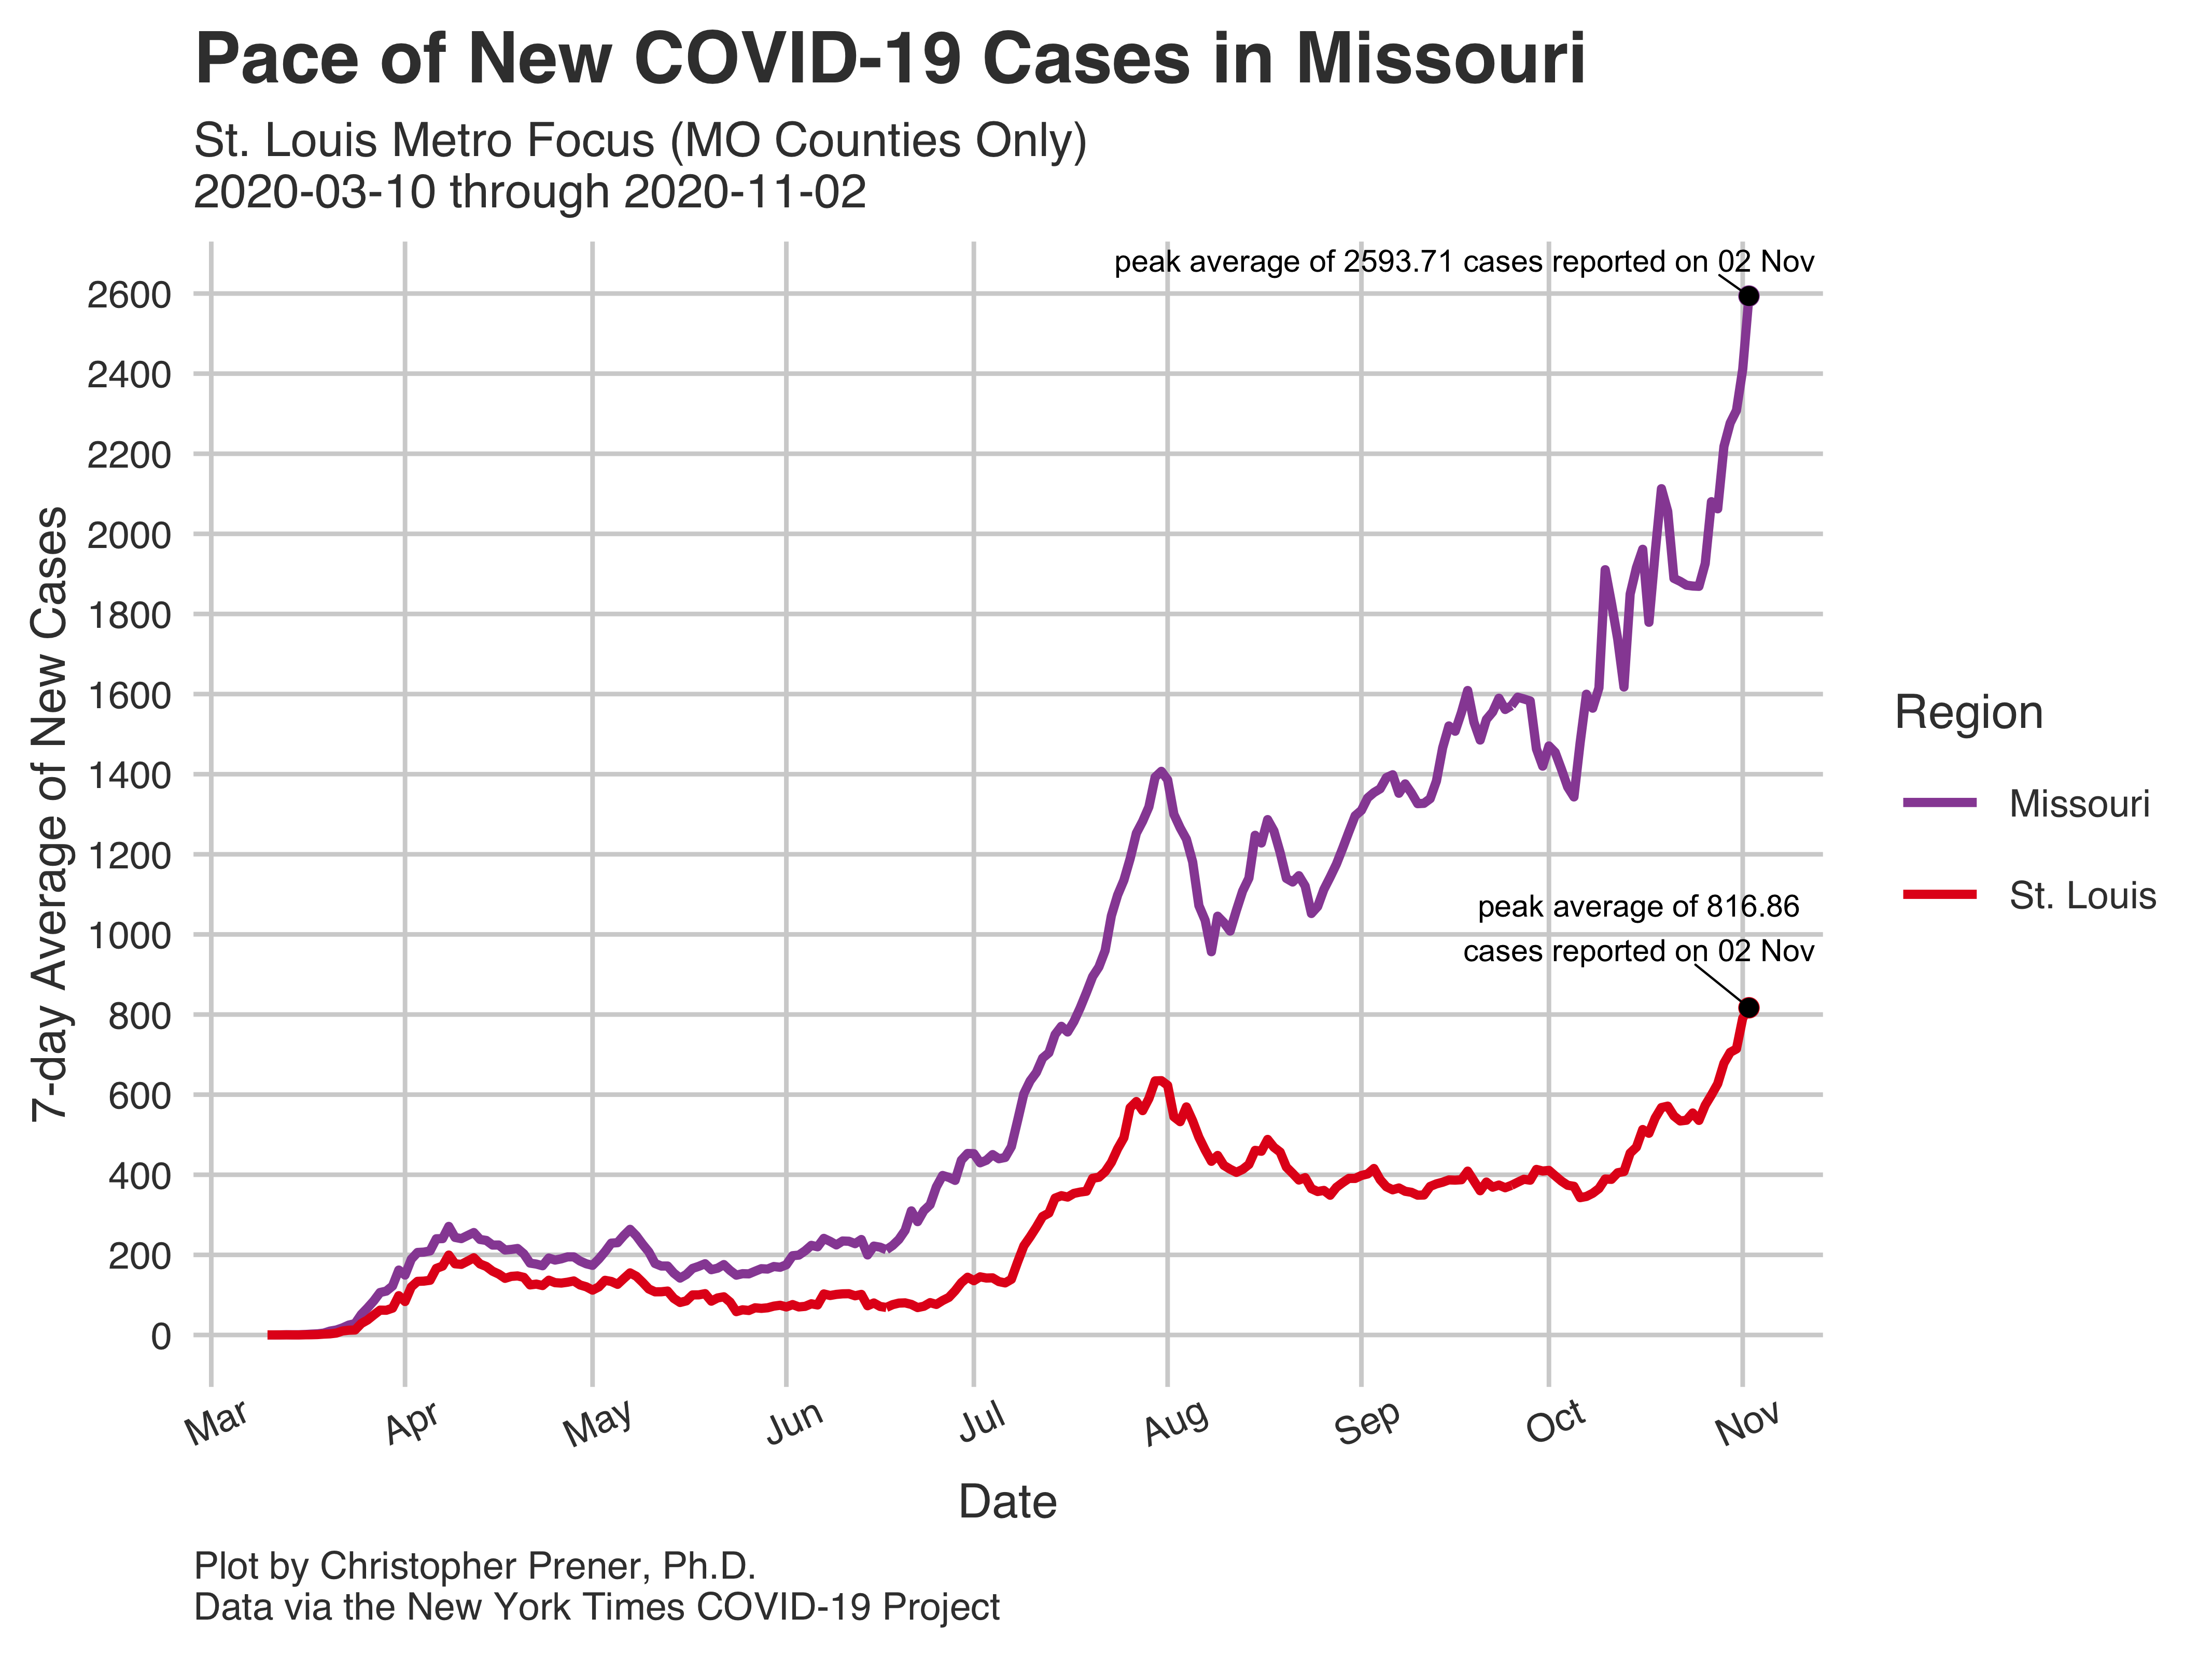 Pace of New COVID-19 Cases in Missouri
St. Louis Metro Focus (MO Counties Only)
2020-03-10 through 2020-11-02
peak average of 2593.71 cases reported on 02 Nov
2600
2400
2200
2000
1800
1600
1400
1200
1000
800
600
400
200
0
7-day Average of New Cases
peak average of 816.86
cases reported on 02 Nov
Region
Missouri
St. Louis
Mar
Apr
May
Jun
Jul
Aug
Sep
Oct
Nov
Date
Plot by Christopher Prener, Ph.D.
Data via the New York Times COVID-19 Project